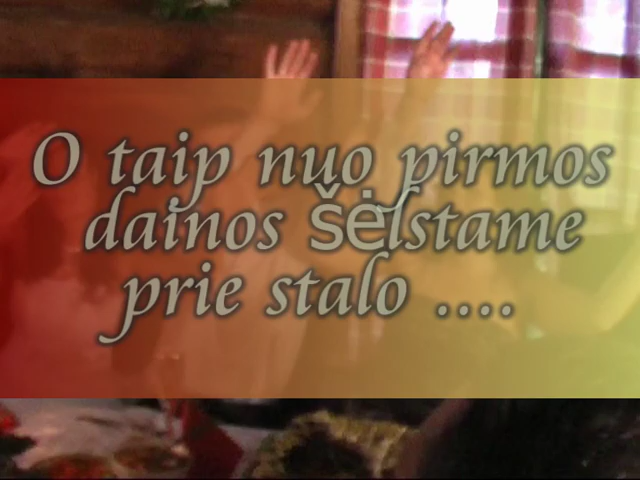 O taip nuo pirmos
dainos šėlstame
prie stalo ....